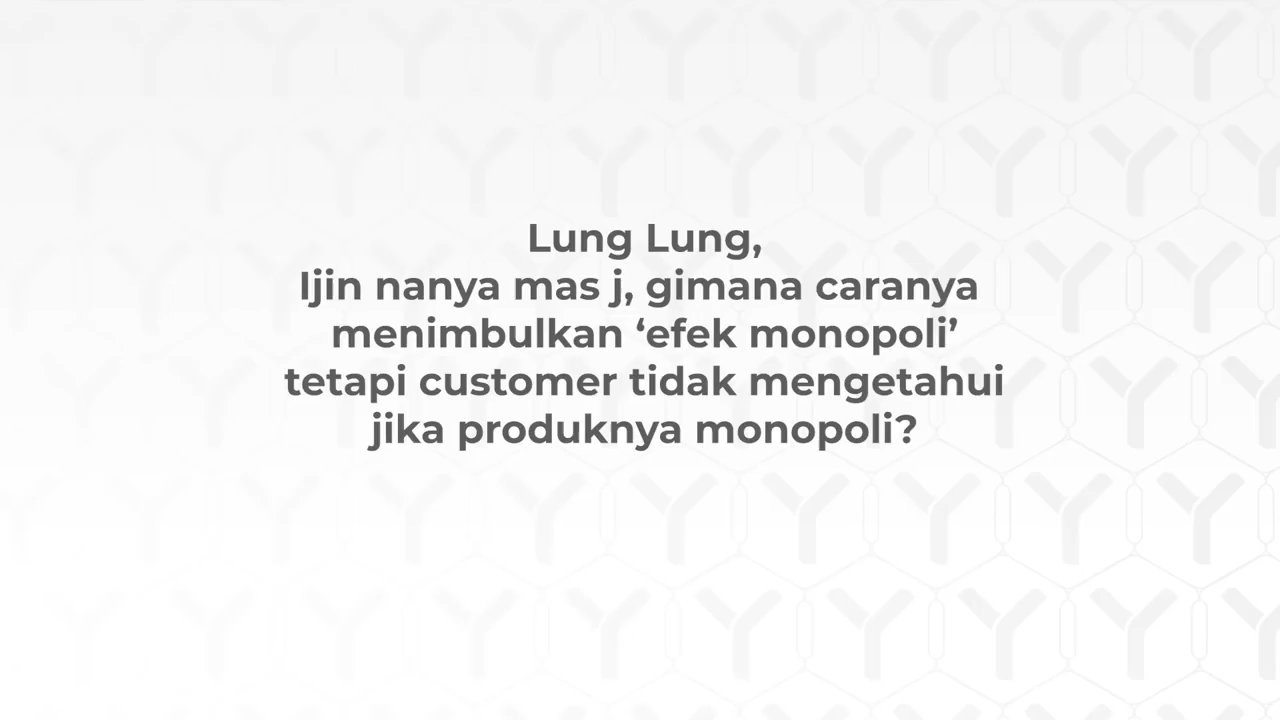 Lung Lung,
Ijin nanya mas j, gimana caranya
menimbulkan ‘efek monopoli’
tetapi customer tidak mengetahui
jika produknya monopoli?